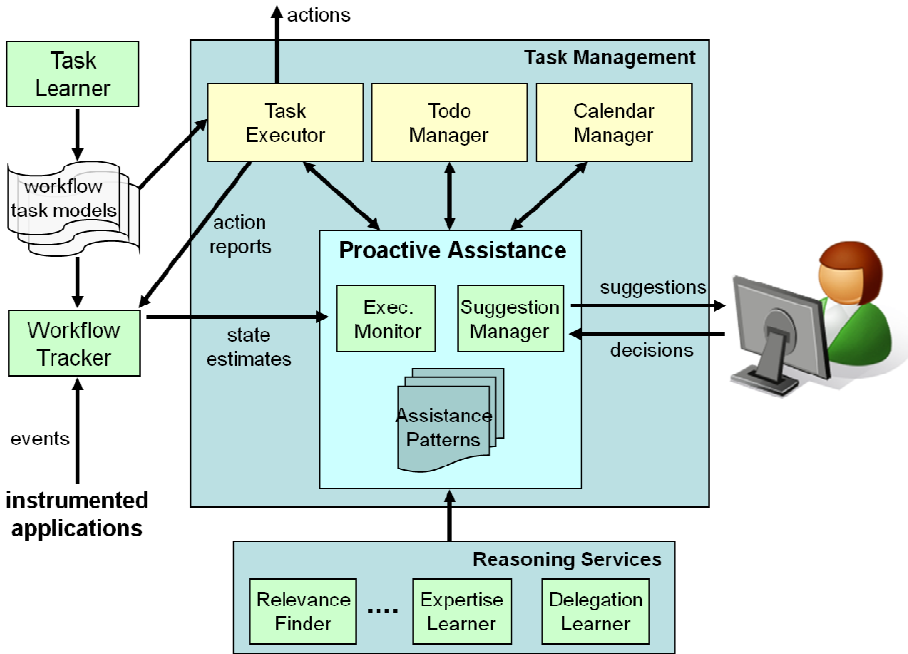 actions
Task
Learner
Task Management
Task
Executor
Todo
Manager
Calendar
Manager
workflow
task models
action
reports
Proactive Assistance
Workflow
Tracker
state
estimates
Exec.
Monitor
Suggestion
Manager
suggestions
decisions
Assistance
Patterns
events
instrumented
applications
Reasoning Services
Relevance
Finder
....
Expertise
Learner
Delegation
Learner